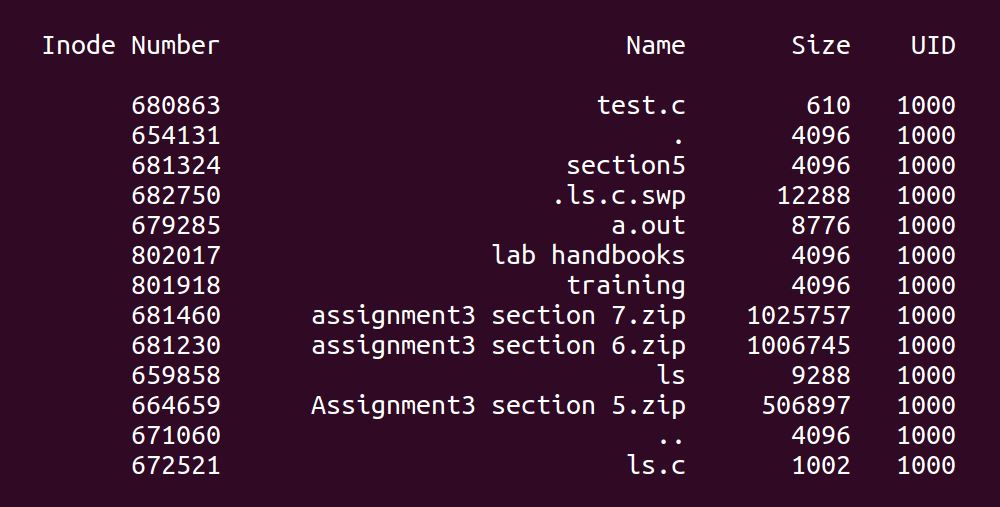 Inode Number Name Size UID
680863 test.c 610 1000
654131 . 4096 1000
681324 section5 4096 1000
682750 .ls.c.swp 12288 1000
679285 a.out 8776 1000
802017 lab handbooks 4096 1000
801918 training 4096 1000
681460 assignment3 section 7.zip 1025757 1000
681230 assignment3 section 6.zip 1006745 1000
659858 ls 9288 1000
664659 Assignment3 section 5.zip 506897 1000
671060 .. 4096 1000
672521 ls.c 1002 1000